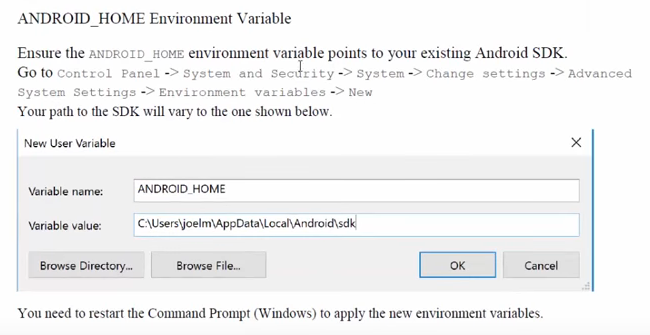 ANDROID_HOME Environment Variable
Ensure the ANDROID_HOME environment variable points to your existing Android SDK.
Go to Control Panel -> System and Security -> System -> Change settings -> Advanced
System Settings -> Environment variables -> New
Your path to the SDK will vary to the one shown below.
New User Variable
Variable name: ANDROID_HOME
Variable value: C:\Users\joelm\AppData\Local\Android\sdk
Browse Directory... Browse File... OK Cancel
You need to restart the Command Prompt (Windows) to apply the new environment variables.